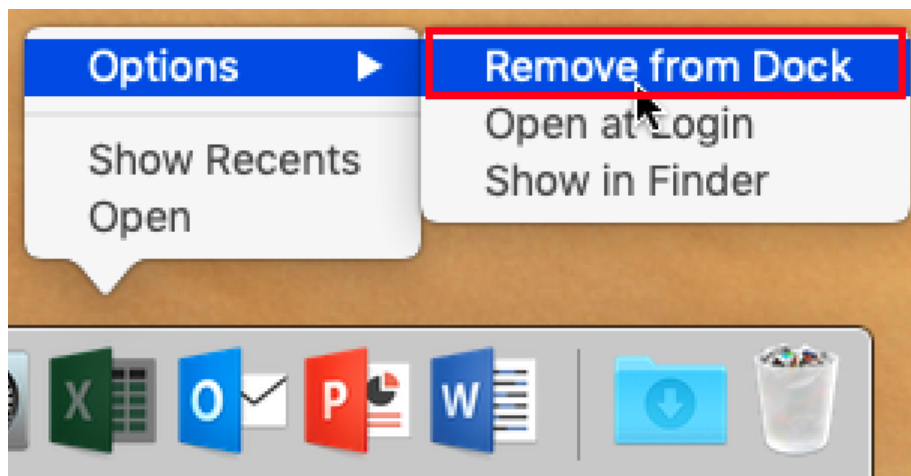 Options
Show Recents
Open
Remove from Dock
Open at Login
Show in Finder
X
O
P
W